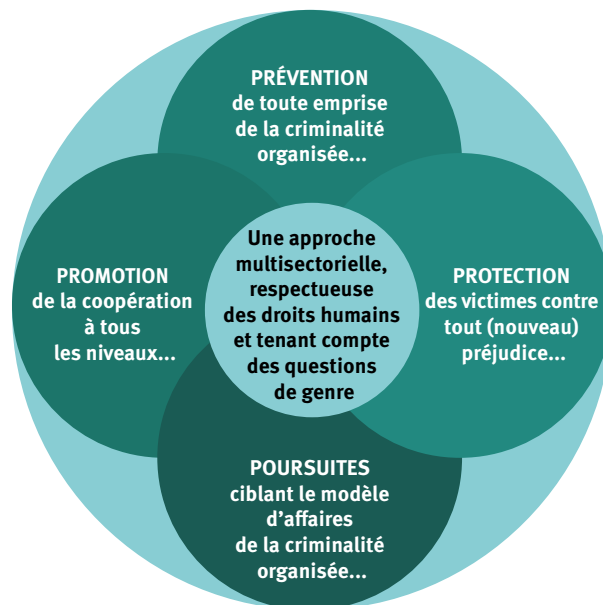 PRÉVENTION
de toute emprise
de la criminalité
organisée...
PROMOTION
de la coopération
à tous
les niveaux...
Une approche
multisectorielle,
respectueuse
des droits humains
et tenant compte
des questions
de genre
PROTECTION
des victimes contre
tout (nouveau)
préjudice...
POURSUITES
ciblant le modèle
d'affaires
de la criminalité
organisée...